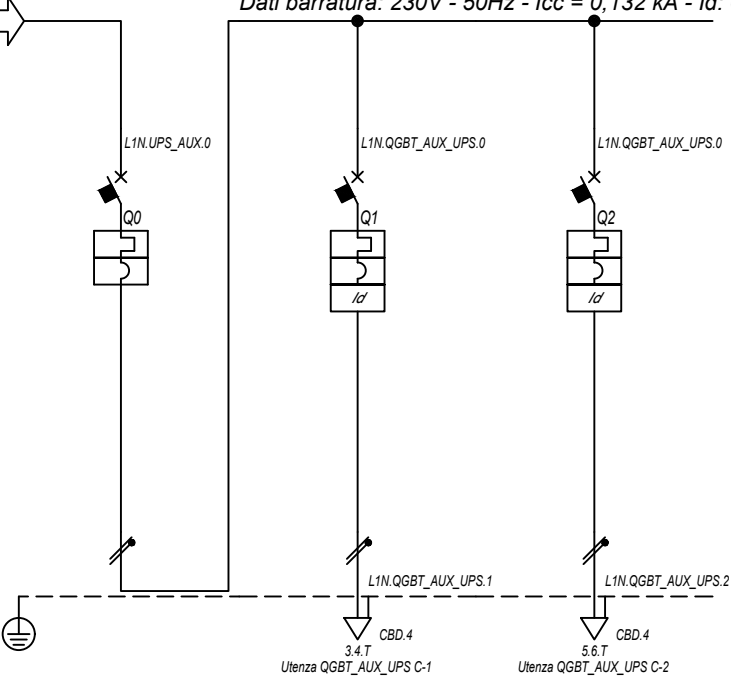 Dati barratura: 230V - 50Hz - Icc = 0,132 kA - Id:
L1N.UPS_AUX.0
L1N.QGBT_AUX_UPS.0
L1N.QGBT_AUX_UPS.0
Q0
Q1
Q2
Id
Id
L1N.QGBT_AUX_UPS.1
L1N.QGBT_AUX_UPS.2
CBD.4
CBD.4
3.4.T
5.6.T
Utenza QGBT_AUX_UPS C-1
Utenza QGBT_AUX_UPS C-2